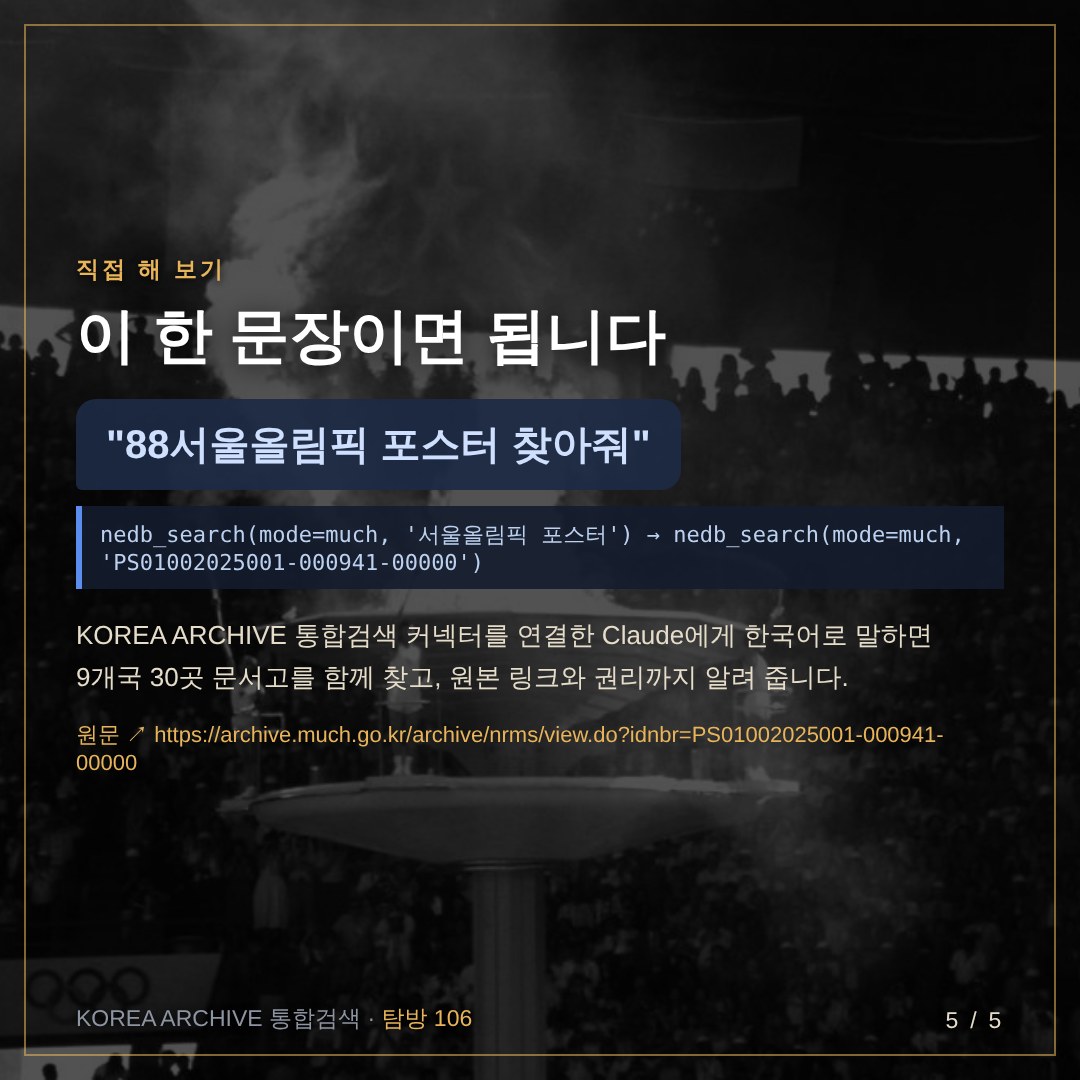 직접 해 보기
이 한 문장이면 됩니다
"88서울올림픽 포스터 찾아줘"
nedb_search(mode=much, '서울올림픽 포스터') → nedb_search(mode=much,
'PS01002025001-000941-00000')
KOREA ARCHIVE 통합검색 커넥터를 연결한 Claude에게 한국어로 말하면
9개국 30곳 문서고를 함께 찾고, 원본 링크와 권리까지 알려 줍니다.
원문 ↗ https://archive.much.go.kr/archive/nrms/view.do?idnbr=PS01002025001-000941-
00000
KOREA ARCHIVE 통합검색 · 탐방 106
5 / 5